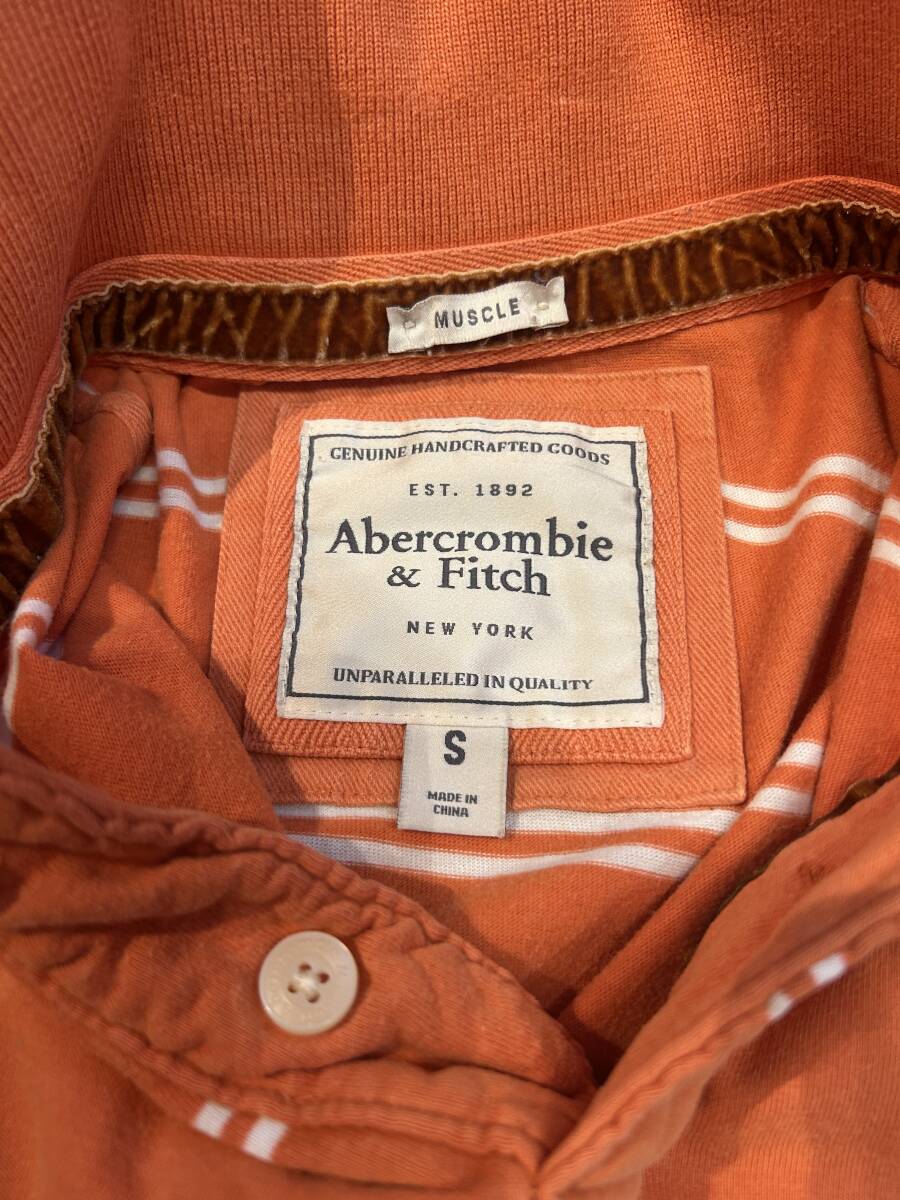 MUSCLE
GENUINE HANDCRAFTED GOODS
EST. 1892
Abercrombie
& Fitch
NEW YORK
UNPARALLELED IN QUALITY
S
MADE IN
CHINA